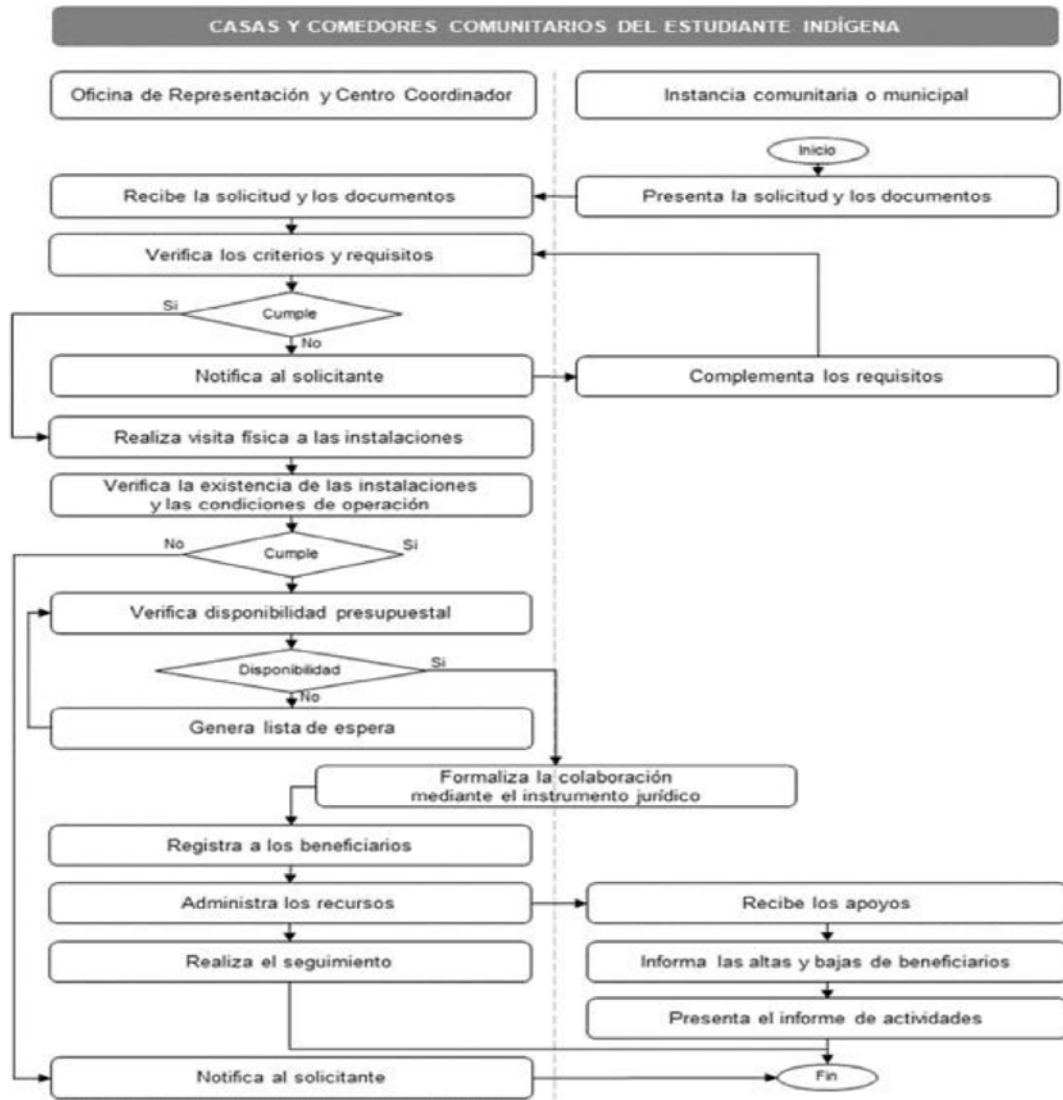 CASAS Y COMEDORES COMUNITARIOS DEL ESTUDIANTE INDÍGENA
Oficina de Representación y Centro Coordinador
Instancia comunitaria o municipal
Inicio
Recibe la solicitud y los documentos
Presenta la solicitud y los documentos
Verifica los criterios y requisitos
Si
Cumple
No
Notifica al solicitante
Complementa los requisitos
Realiza visita física a las instalaciones
Verifica la existencia de las instalaciones
y las condiciones de operación
No
Cumple
Si
Verifica disponibilidad presupuestal
Disponibilidad
Si
No
Genera lista de espera
Formaliza la colaboración
mediante el instrumento jurídico
Registra a los beneficiarios
Administra los recursos
Recibe los apoyos
Realiza el seguimiento
Informa las altas y bajas de beneficiarios
Presenta el informe de actividades
Notifica al solicitante
Fin